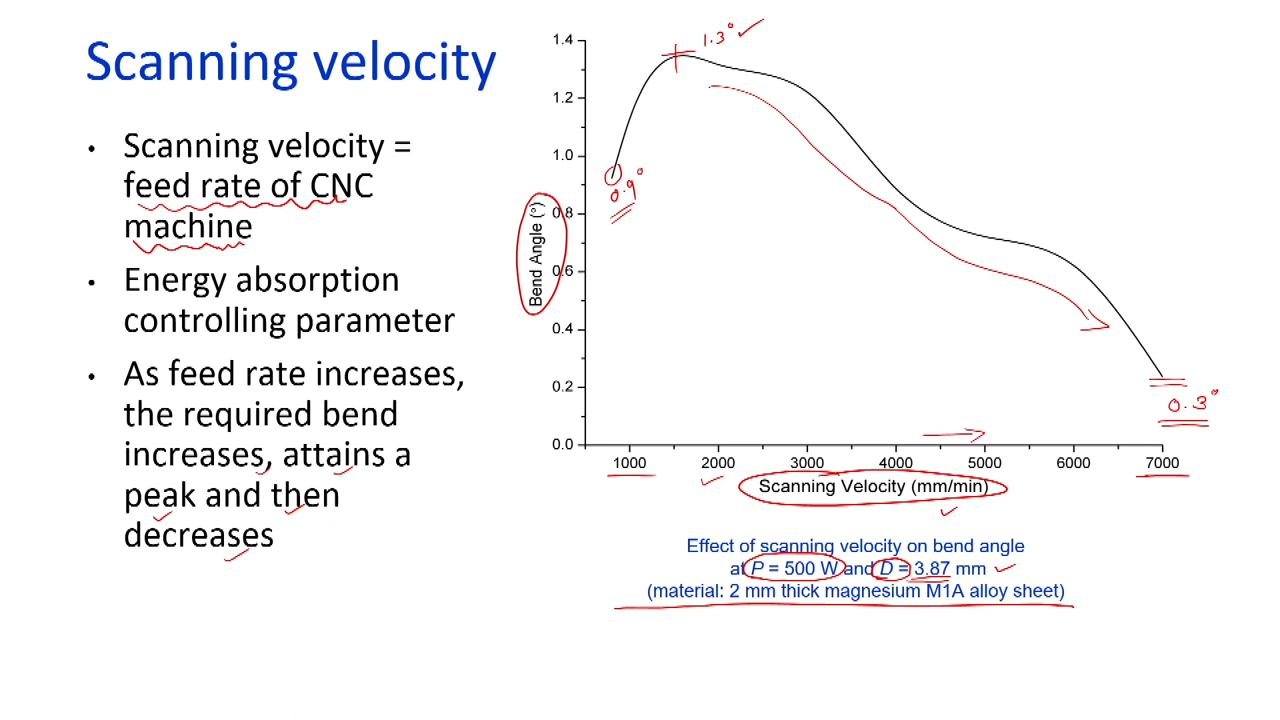 Scanning velocity
• Scanning velocity =
feed rate of CNC
machine
• Energy absorption
controlling parameter
• As feed rate increases,
the required bend
increases, attains a
peak and then
decreases
1.3°
0.9°
0.3°
Bend Angle (°)
1.4
1.2
1.0
0.8
0.6
0.4
0.2
0.0
1000 2000 3000 4000 5000 6000 7000
Scanning Velocity (mm/min)
Effect of scanning velocity on bend angle
at P = 500 W and D = 3.87 mm
(material: 2 mm thick magnesium M1A alloy sheet)